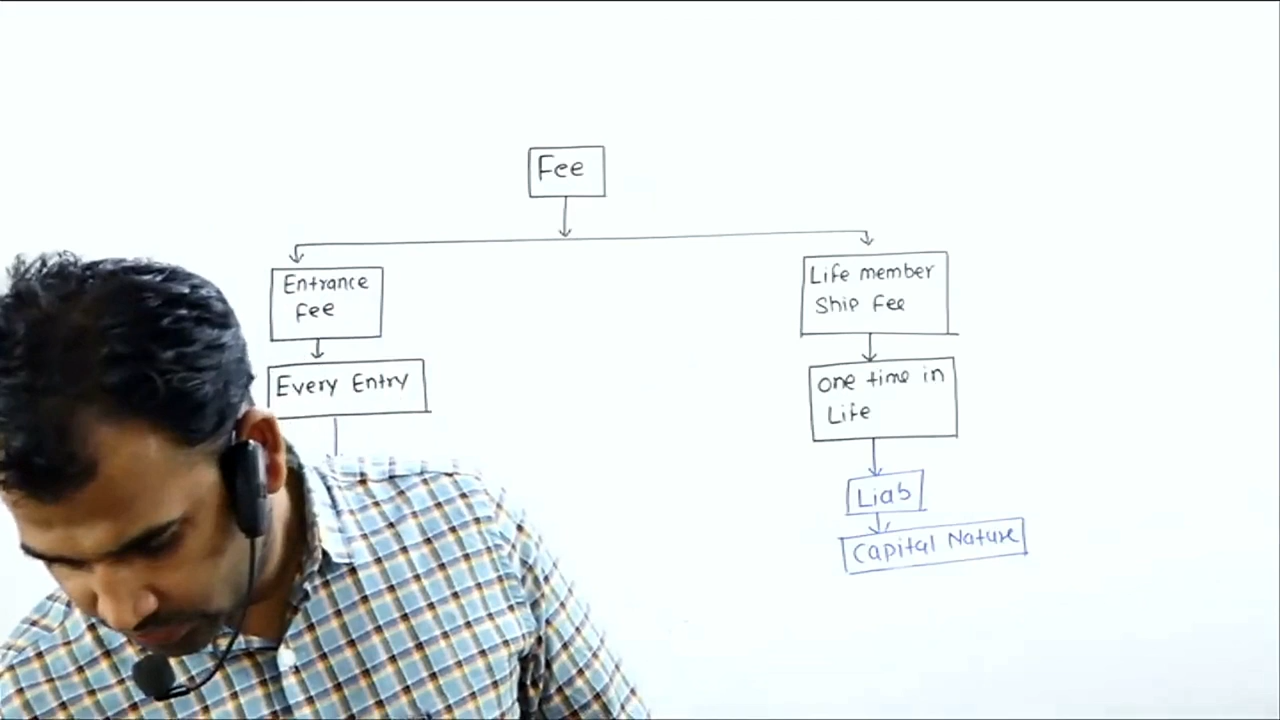 Fee
Entrance
Fee
Every Entry
Life member
Ship Fee
one time in
Life
Liab
Capital Nature